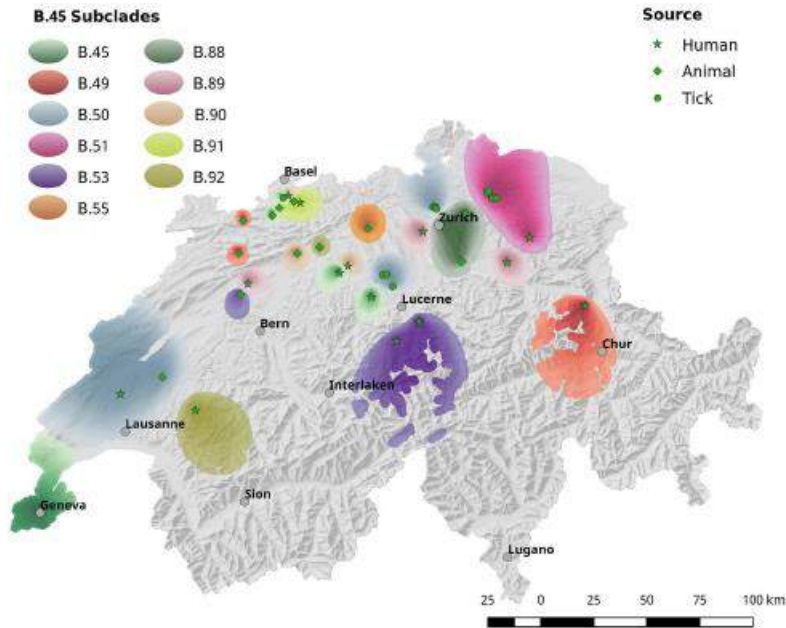 B.45 Subclades
B.45
B.49
B.50
B.51
B.53
B.55
B.88
B.89
B.90
B.91
B.92
Source
Human
Animal
Tick
Basel
Zurich
Lucerne
Bern
Chur
Interlaken
Lausanne
Sion
Geneva
Lugano
25 0 25 50 75 100 km